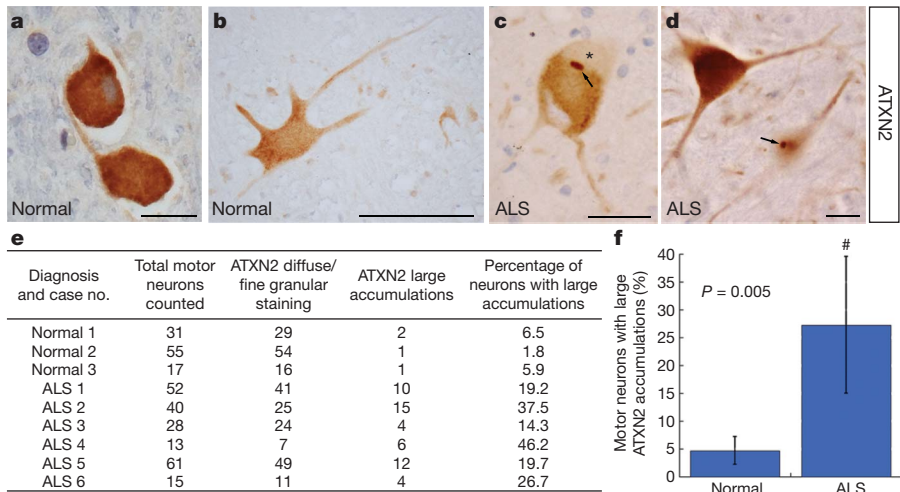 a
Normal
b
Normal
c
*
ALS
d
ALS
ATXN2
e
Diagnosis and case no. Total motor neurons counted ATXN2 diffuse/ fine granular staining ATXN2 large accumulations Percentage of neurons with large accumulations
Normal 1 31 29 2 6.5
Normal 2 55 54 1 1.8
Normal 3 17 16 1 5.9
ALS 1 52 41 10 19.2
ALS 2 40 25 15 37.5
ALS 3 28 24 4 14.3
ALS 4 13 7 6 46.2
ALS 5 61 49 12 19.7
ALS 6 15 11 4 26.7
f
Motor neurons with large
ATXN2 accumulations (%)
40
35
30
25
20
15
10
5
0
P = 0.005
#
Normal ALS